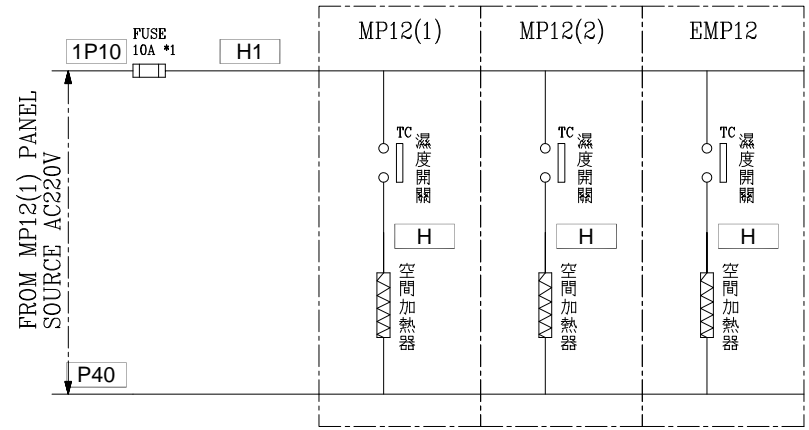 FUSE
10A *1
1P10
H1
MP12(1)
MP12(2)
EMP12
FROM MP12(1) PANEL
SOURCE AC220V
TC
濕度開關
H
空間加熱器
TC
濕度開關
H
空間加熱器
TC
濕度開關
H
空間加熱器
P40